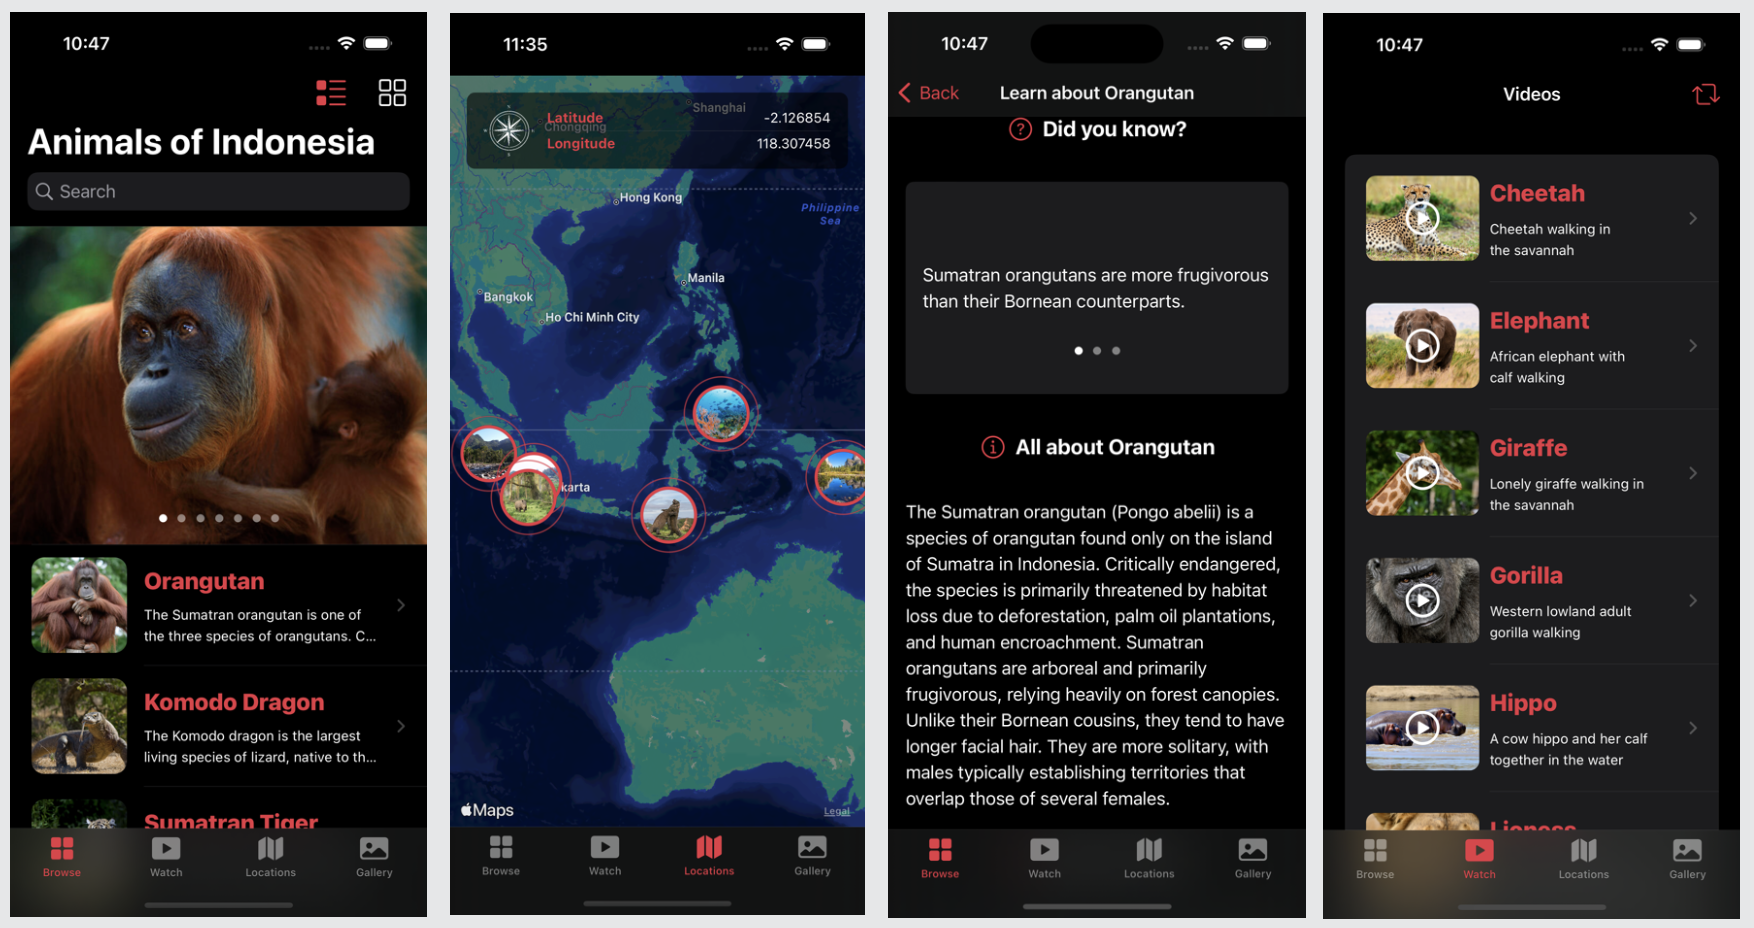 10:47
Animals of Indonesia
Search
Orangutan
The Sumatran orangutan is one of
the three species of orangutans. C...
Komodo Dragon
The Komodo dragon is the largest
living species of lizard, native to th...
Sumatran Tiger
Browse
Watch
Locations
Gallery
11:35
Shanghai
Latitude
-2.126854
Chongqing
Longitude
118.307458
Hong Kong
Philippine
Sea
Manila
Bangkok
Ho Chi Minh City
karta
Maps
Legal
Browse
Watch
Locations
Gallery
10:47
Back
Learn about Orangutan
Did you know?
Sumatran orangutans are more frugivorous
than their Bornean counterparts.
All about Orangutan
The Sumatran orangutan (Pongo abelii) is a
species of orangutan found only on the island
of Sumatra in Indonesia. Critically endangered,
the species is primarily threatened by habitat
loss due to deforestation, palm oil plantations,
and human encroachment. Sumatran
orangutans are arboreal and primarily
frugivorous, relying heavily on forest canopies.
Unlike their Bornean cousins, they tend to have
longer facial hair. They are more solitary, with
males typically establishing territories that
overlap those of several females.
Browse
Watch
Locations
Gallery
10:47
Videos
Cheetah
Cheetah walking in
the savannah
Elephant
African elephant with
calf walking
Giraffe
Lonely giraffe walking in
the savannah
Gorilla
Western lowland adult
gorilla walking
Hippo
A cow hippo and her calf
together in the water
Lioness
Browse
Watch
Locations
Gallery